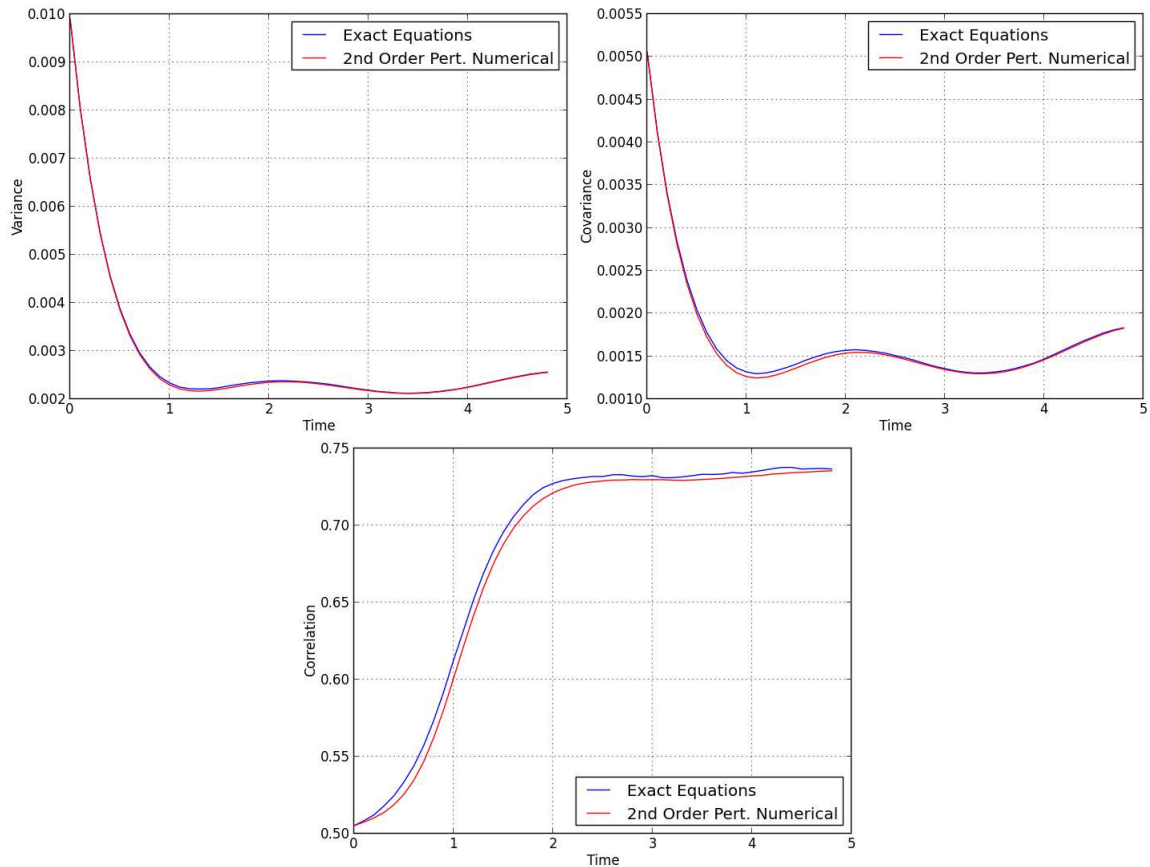 0.010
0.009
0.008
0.007
0.006
0.005
0.004
0.003
0.002
Variance
0 1 2 3 4 5
Time
Exact Equations
2nd Order Pert. Numerical
0.0055
0.0050
0.0045
0.0040
0.0035
0.0030
0.0025
0.0020
0.0015
0.0010
Covariance
0 1 2 3 4 5
Time
Exact Equations
2nd Order Pert. Numerical
0.75
0.70
0.65
0.60
0.55
0.50
Correlation
0 1 2 3 4 5
Time
Exact Equations
2nd Order Pert. Numerical